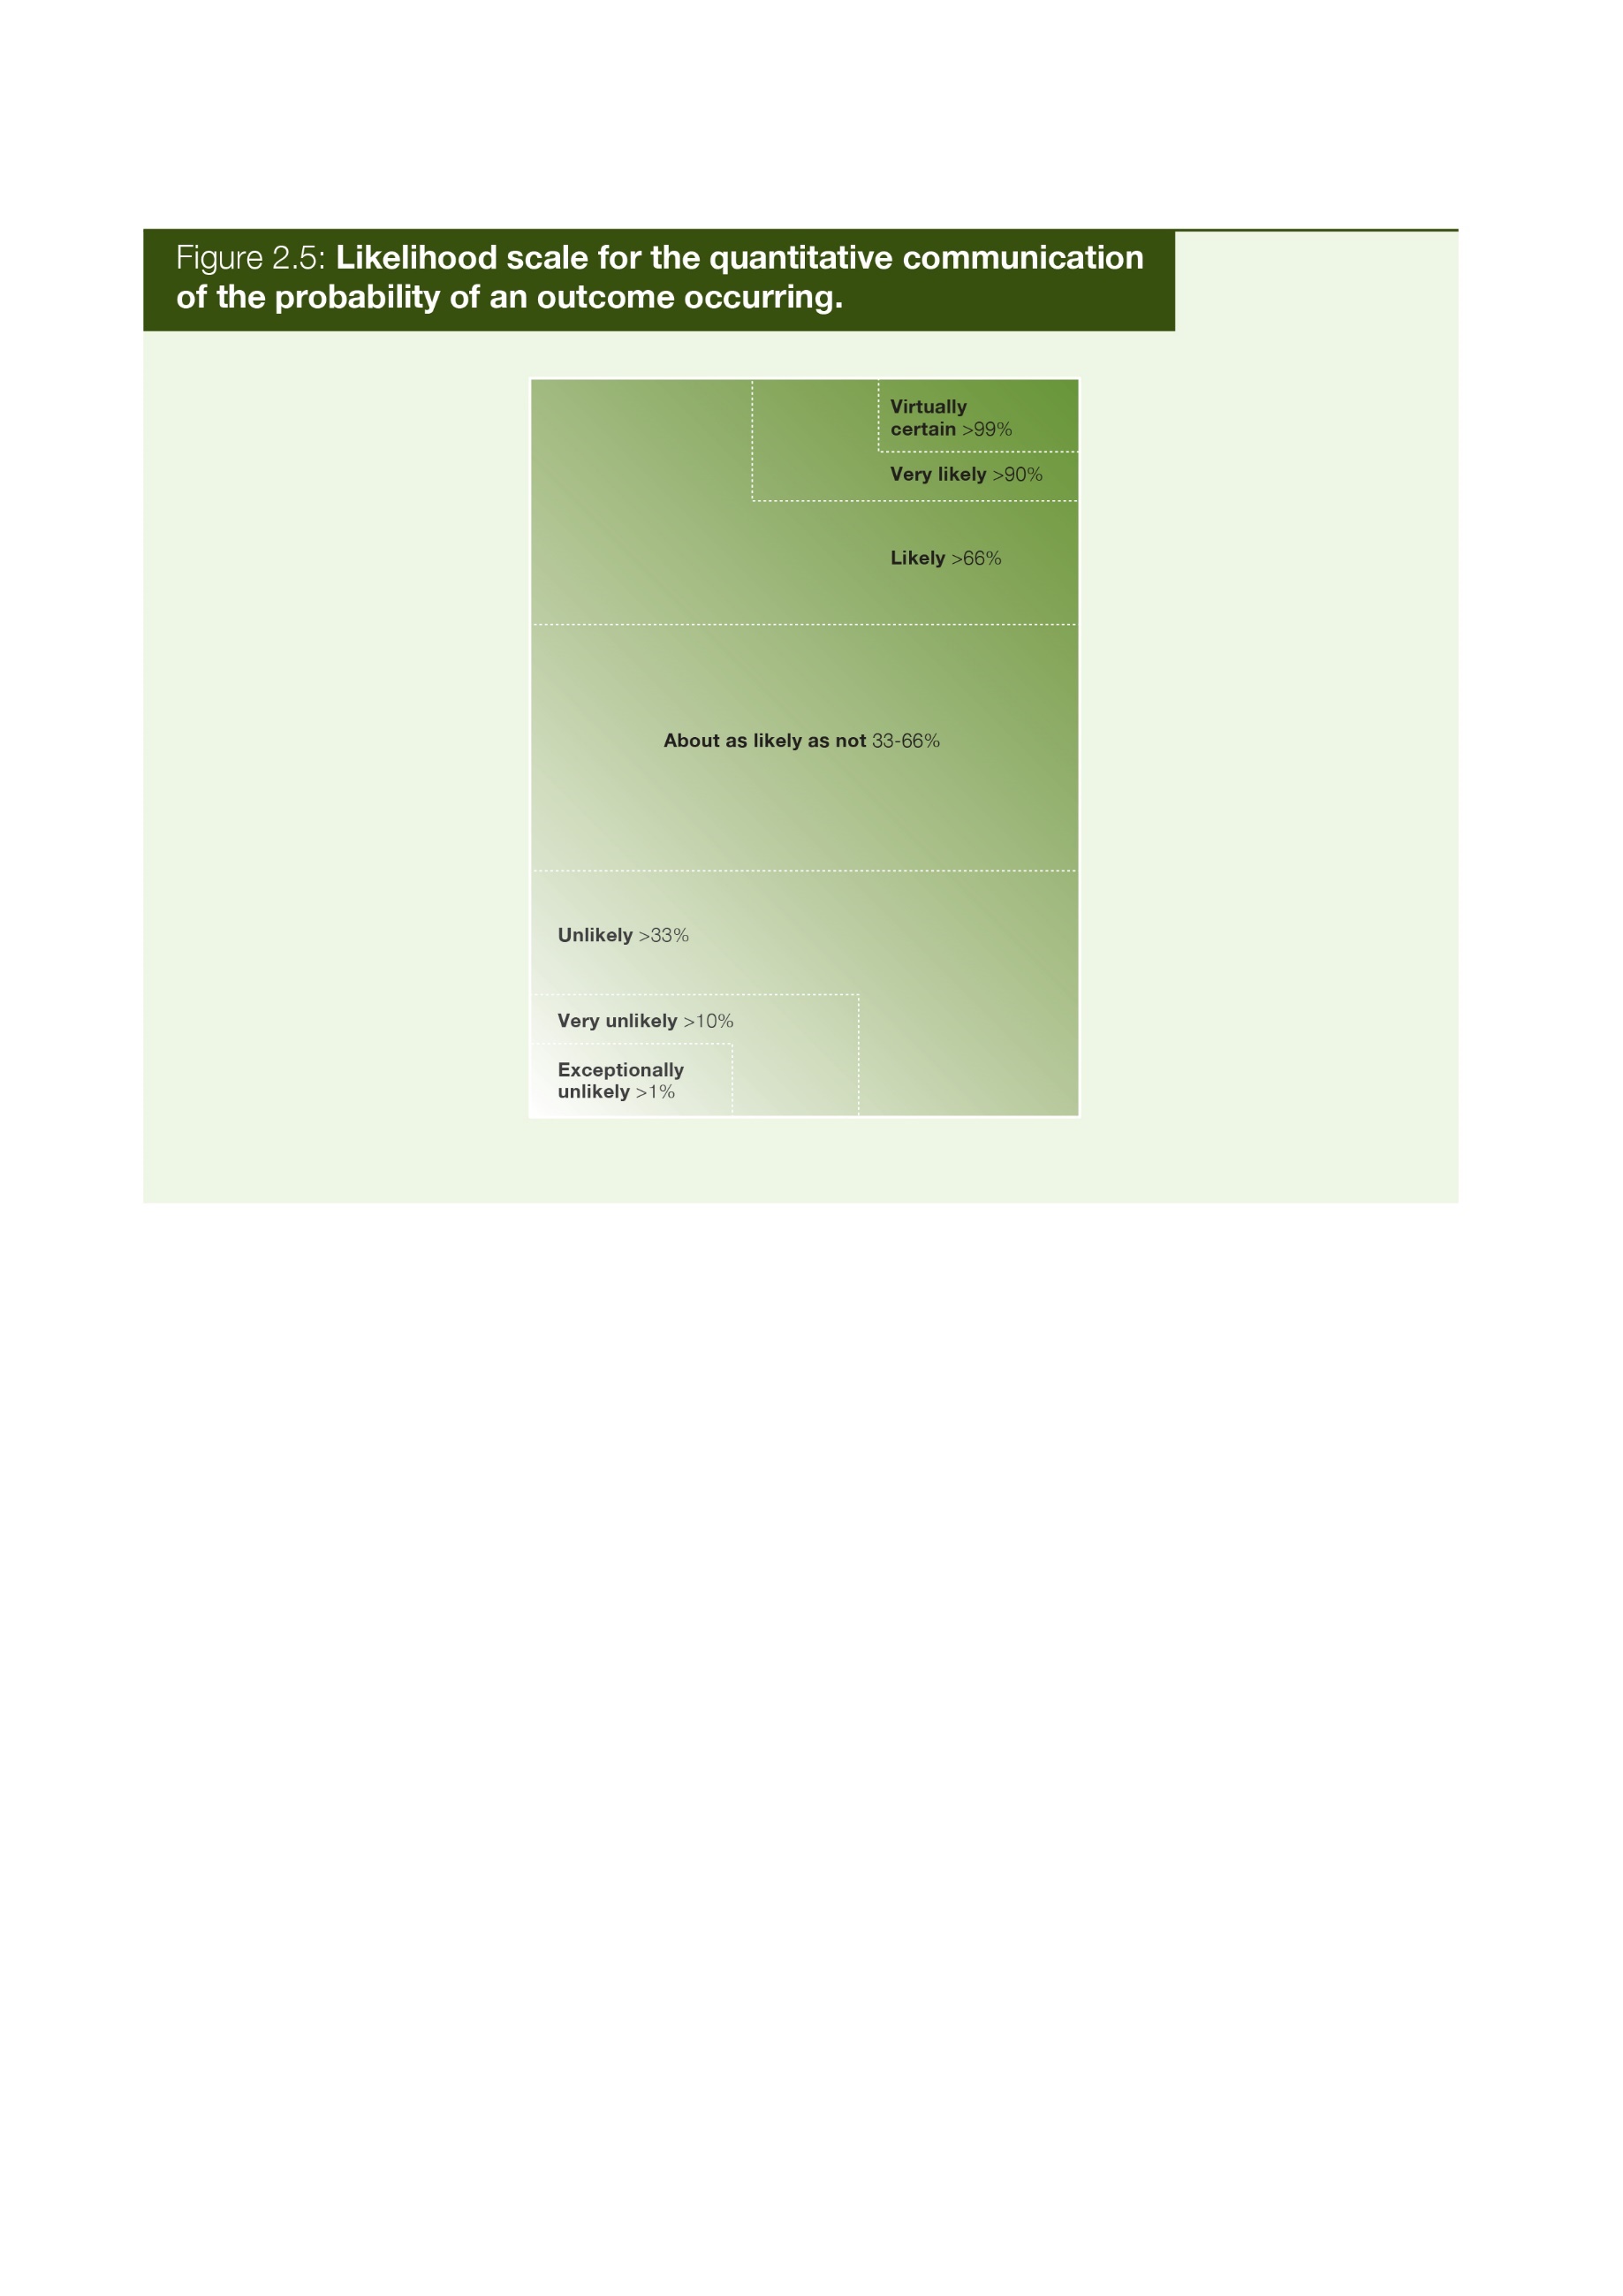 Figure 2.5: Likelihood scale for the quantitative communication
of the probability of an outcome occurring.
Virtually
certain >99%
Very likely >90%
Likely >66%
About as likely as not 33-66%
Unlikely >33%
Very unlikely >10%
Exceptionally
unlikely >1%